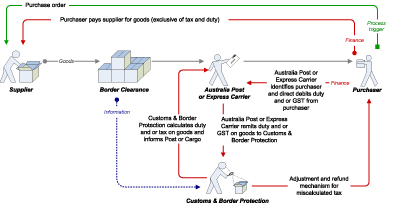 Purchase order
Purchaser pays supplier for goods (exclusive of tax and duty)
Process
trigger
Finance
Goods
Supplier
Border Clearance
Australia Post
or Express Carrier
Australia Post or
Express Carrier
Identifies purchaser
and direct debits duty
and or GST from
purchaser
Finance
Purchaser
Information
Customs & Border
Protection calculates duty
and or tax on goods and
informs Post or Cargo
Australia Post or Express
Carrier remits duty and or
GST on goods to Customs &
Border Protection
Adjustment and refund
mechanism for
miscalculated tax
Customs & Border Protection